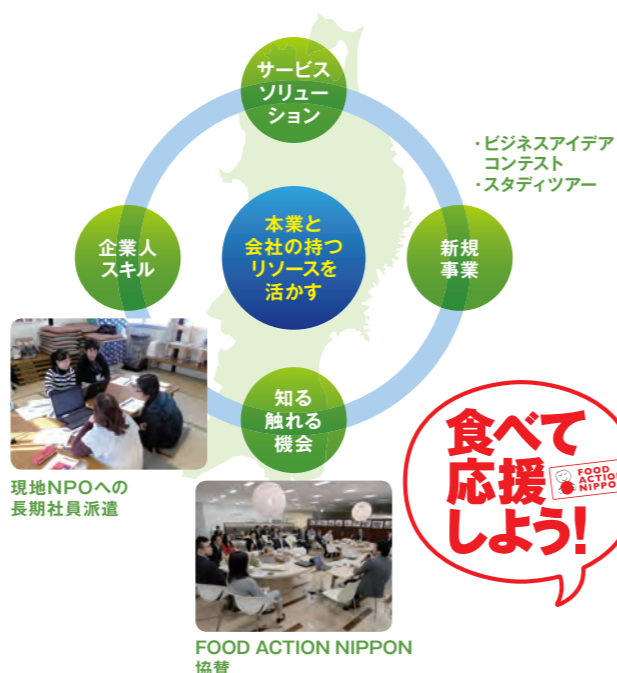 サービス
ソリュー
ション
・ビジネスアイデア
コンテスト
・スタディツアー
企業人
スキル
本業と
会社の持つ
リソースを
活かす
新規
事業
知る
触れる
機会
食べて
応援
しよう!
FOOD
ACTION
NIPPON
現地NPOへの
長期社員派遣
FOOD ACTION NIPPON
協賛